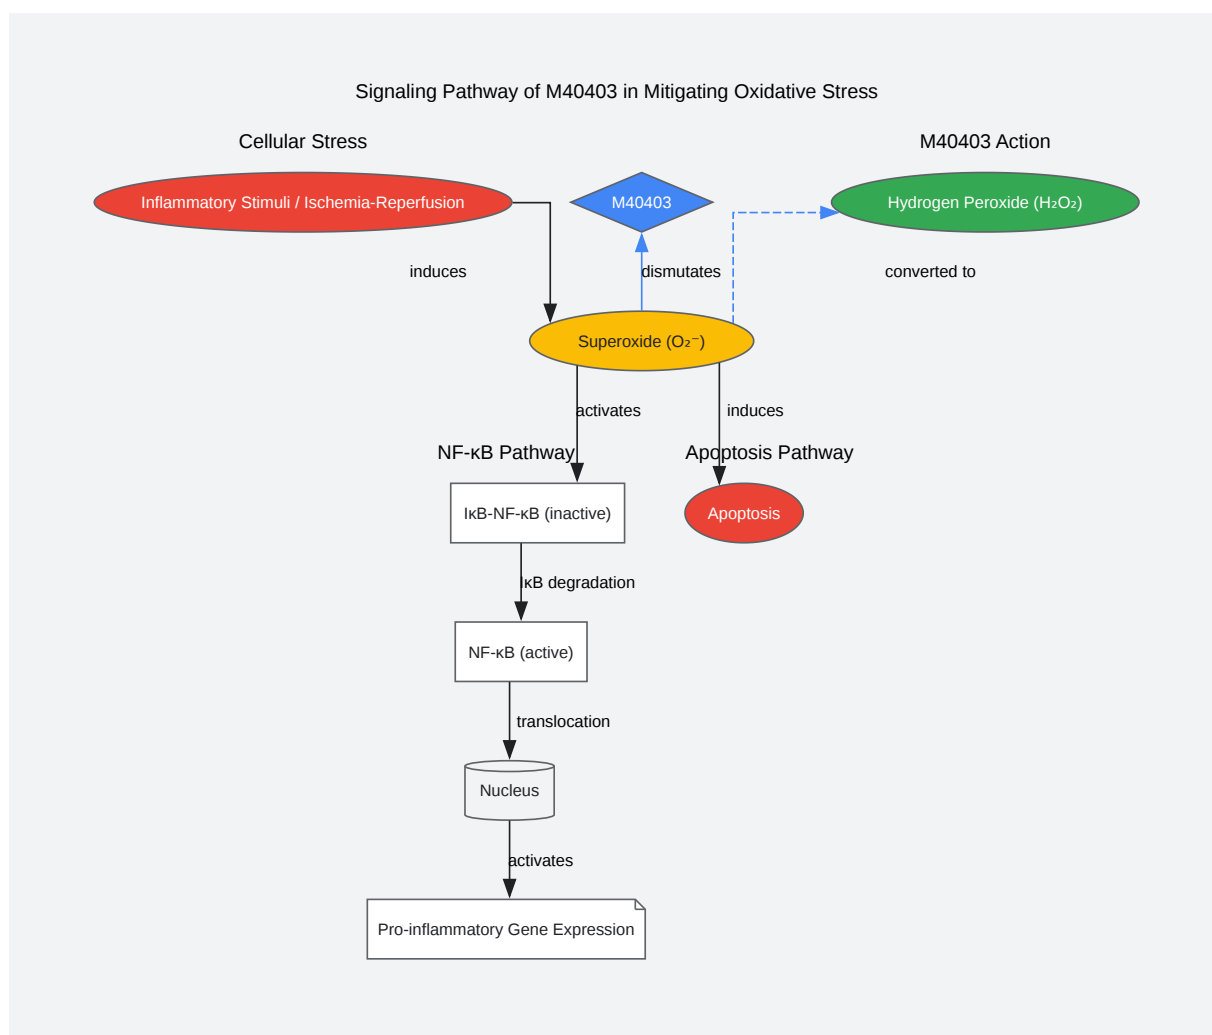 Signaling Pathway of M40403 in Mitigating Oxidative Stress
Cellular Stress
M40403 Action
Inflammatory Stimuli / Ischemia-Reperfusion
M40403
Hydrogen Peroxide (H₂O₂)
induces
dismutates
converted to
Superoxide (O₂⁻)
activates
induces
NF-κB Pathway
Apoptosis Pathway
IκB-NF-κB (inactive)
Apoptosis
IκB degradation
NF-κB (active)
translocation
Nucleus
activates
Pro-inflammatory Gene Expression